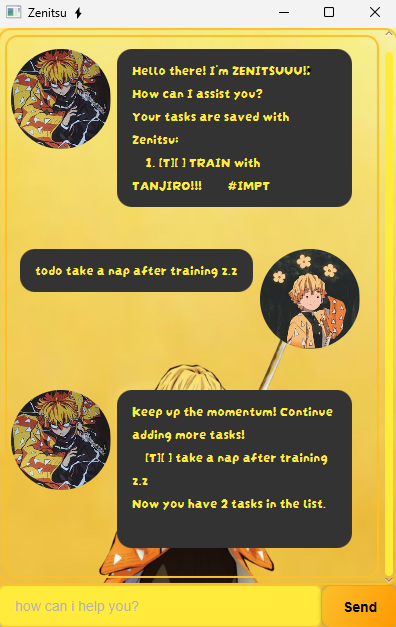 Zenitsu
Hello there! I'm ZENITSUUU!!
How can I assist you?
Your tasks are saved with
Zenitsu:
1. [T][ ] TRAIN with
TANJIRO!!! #IMPT
todo take a nap after training z.z
Keep up the momentum! Continue
adding more tasks!
[T][ ] take a nap after training
z.z
Now you have 2 tasks in the list.
how can i help you?
Send